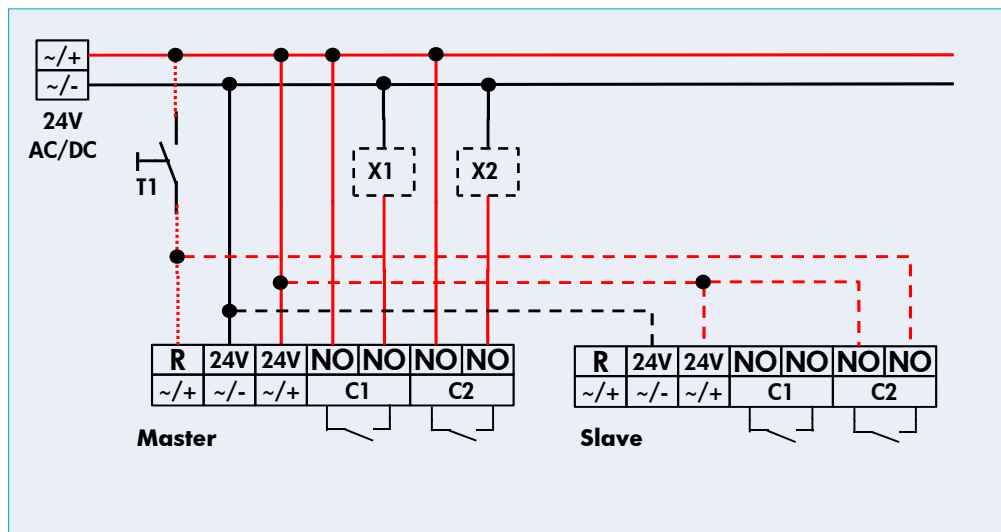 ~/+
~/-
24V
AC/DC
T1
X1
X2
R 24V 24V NO NO NO NO
~/+ ~/- ~/+ C1 C2
Master
R 24V 24V NO NO NO NO
~/+ ~/- ~/+ C1 C2
Slave